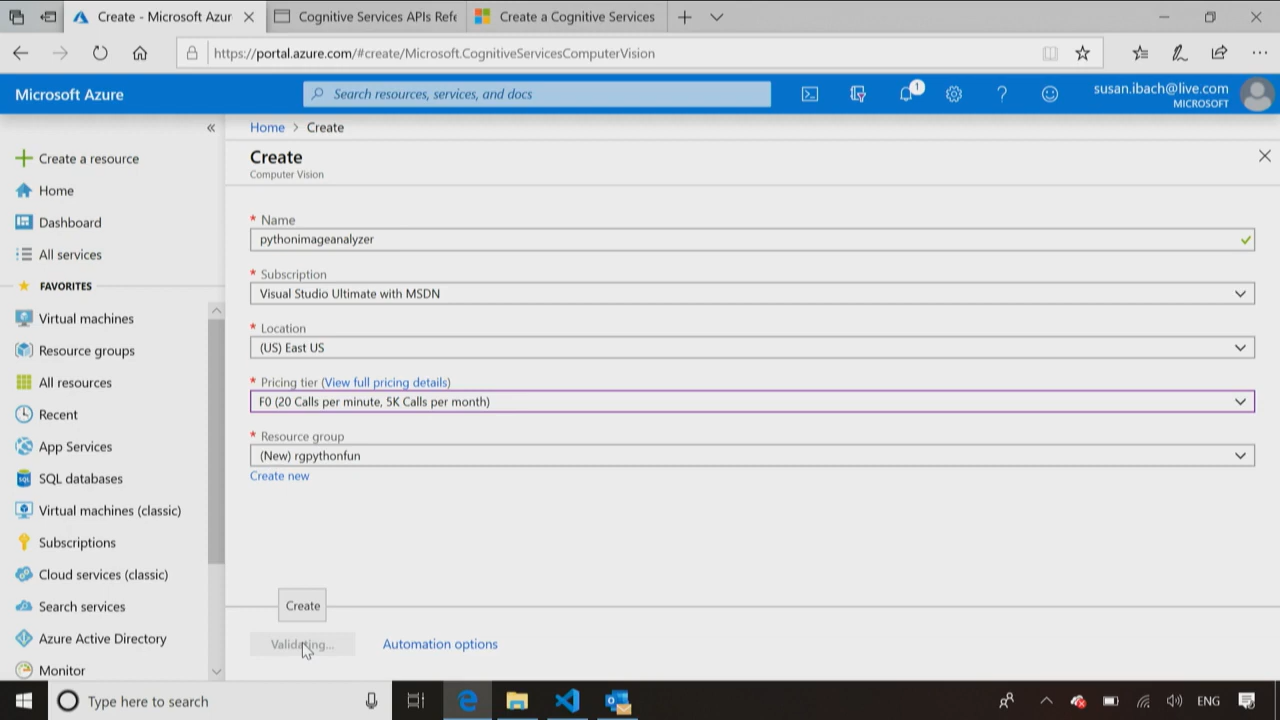 Create - Microsoft Azur
Cognitive Services APIs Refe
Create a Cognitive Services
https://portal.azure.com/#create/Microsoft.CognitiveServicesComputerVision
Microsoft Azure
Search resources, services, and docs
1
susan.ibach@live.com
MICROSOFT
Create a resource
Home
Dashboard
All services
FAVORITES
Virtual machines
Resource groups
All resources
Recent
App Services
SQL databases
Virtual machines (classic)
Subscriptions
Cloud services (classic)
Search services
Azure Active Directory
Monitor
Home > Create
Create
Computer Vision
* Name
pythonimageanalyzer
* Subscription
Visual Studio Ultimate with MSDN
* Location
(US) East US
* Pricing tier (View full pricing details)
F0 (20 Calls per minute, 5K Calls per month)
* Resource group
(New) rgpythonfun
Create new
Create
Validating...
Automation options
Type here to search
ENG